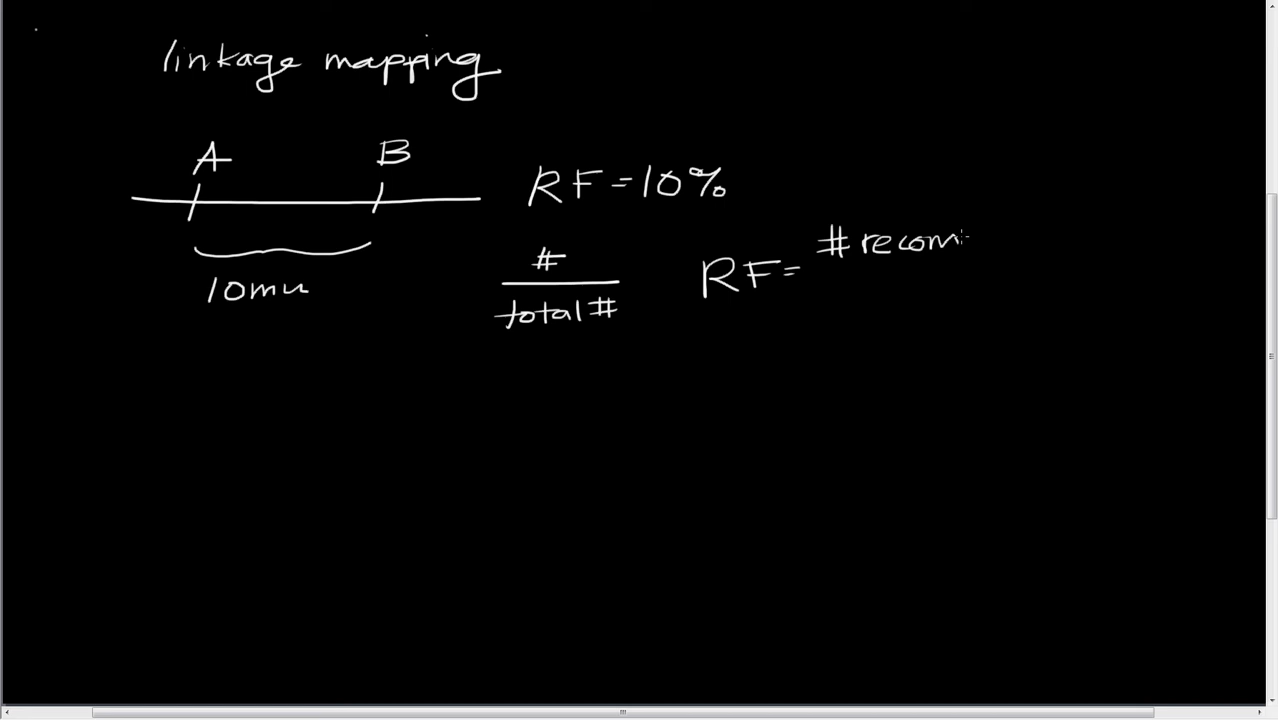 linkage mapping
A B
RF=10%
10mu
#
total #
RF= # recom